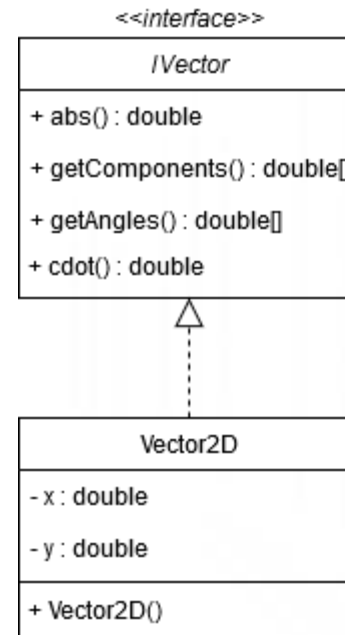 <<interface>>
IVector
+ abs() : double
+ getComponents() : double[
+ getAngles() : double[]
+ cdot() : double
Vector2D
- x : double
- y : double
+ Vector2D()